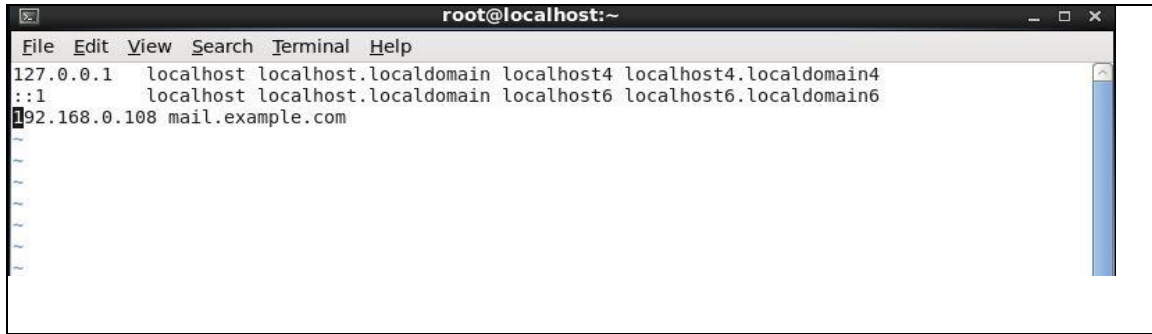 root@localhost:~
File Edit View Search Terminal Help
127.0.0.1   localhost localhost.localdomain localhost4 localhost4.localdomain4
::1         localhost localhost.localdomain localhost6 localhost6.localdomain6
192.168.0.108 mail.example.com
~
~
~
~
~
~
~